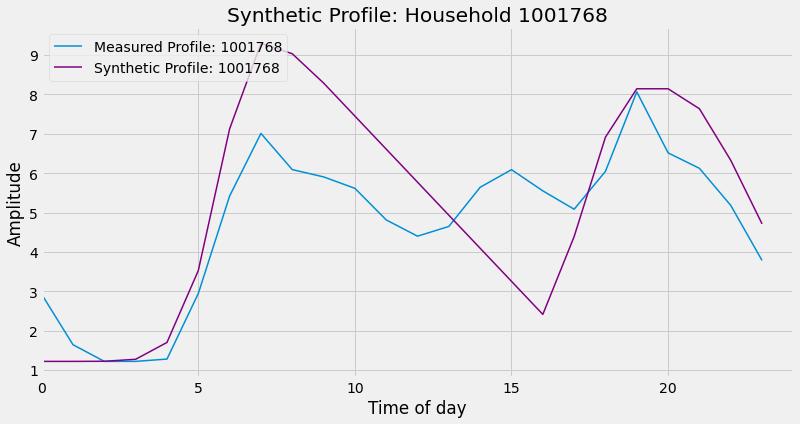 Synthetic Profile: Household 1001768
Measured Profile: 1001768
Synthetic Profile: 1001768
9
8
7
6
5
4
3
2
1
Amplitude
0 5 10 15 20
Time of day